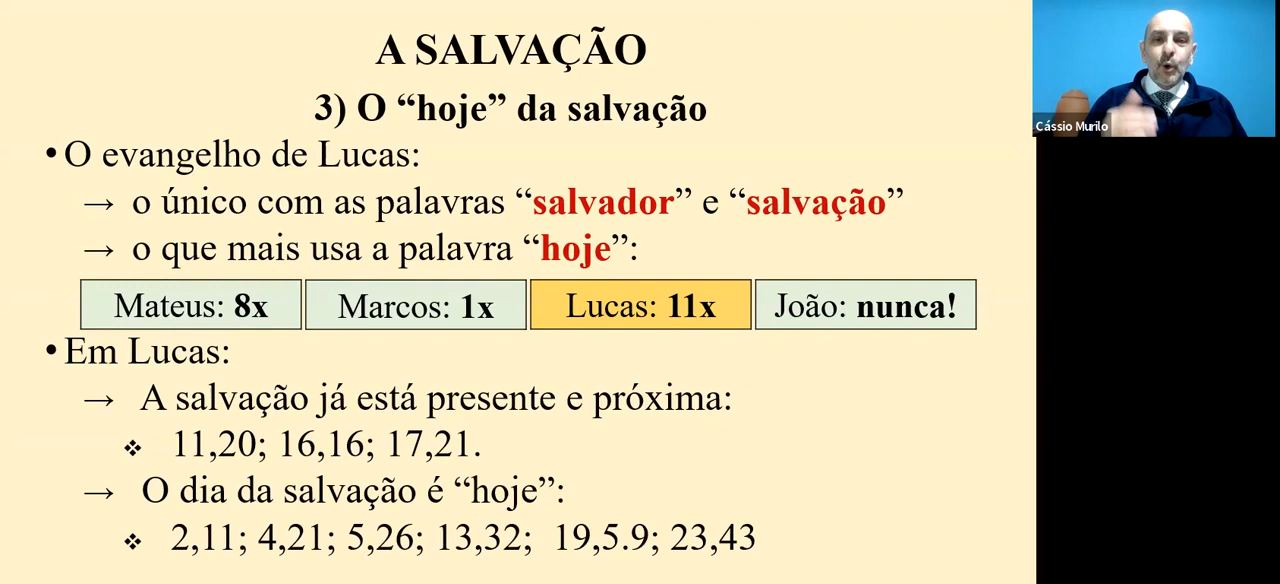 A SALVAÇÃO
3) O “hoje” da salvação
• O evangelho de Lucas:
→ o único com as palavras “salvador” e “salvação”
→ o que mais usa a palavra “hoje”:
Mateus: 8x Marcos: 1x Lucas: 11x João: nunca!
• Em Lucas:
→ A salvação já está presente e próxima:
❖ 11,20; 16,16; 17,21.
→ O dia da salvação é “hoje”:
❖ 2,11; 4,21; 5,26; 13,32; 19,5.9; 23,43
Cássio Murilo